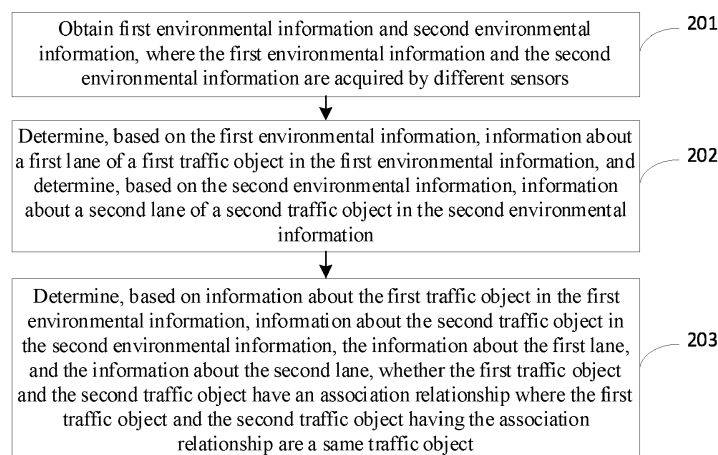 Obtain first environmental information and second environmental
information, where the first environmental information and the second
environmental information are acquired by different sensors
201
Determine, based on the first environmental information, information about
a first lane of a first traffic object in the first environmental information, and
determine, based on the second environmental information, information
about a second lane of a second traffic object in the second environmental
information
202
Determine, based on information about the first traffic object in the first
environmental information, information about the second traffic object in
the second environmental information, the information about the first lane,
and the information about the second lane, whether the first traffic object
and the second traffic object have an association relationship where the first
traffic object and the second traffic object having the association
relationship are a same traffic object
203